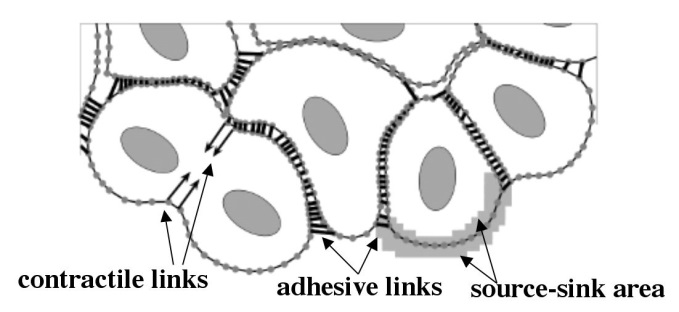 contractile links
adhesive links
source-sink area